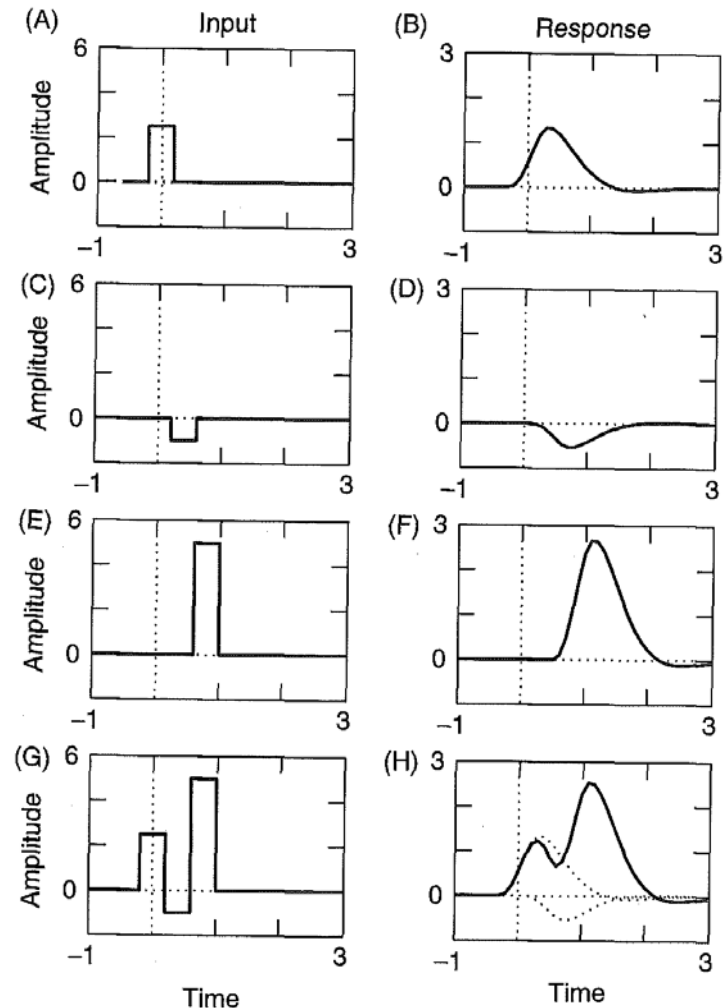 (A) Input (B) Response
6 3
Amplitude
0 0
−1 3 −1 3
(C) 6 (D) 3
Amplitude
0 0
−1 3 −1 3
(E) 6 (F) 3
Amplitude
0 0
−1 3 −1 3
(G) 6 (H) 3
Amplitude
0 0
−1 3 −1 3
Time Time